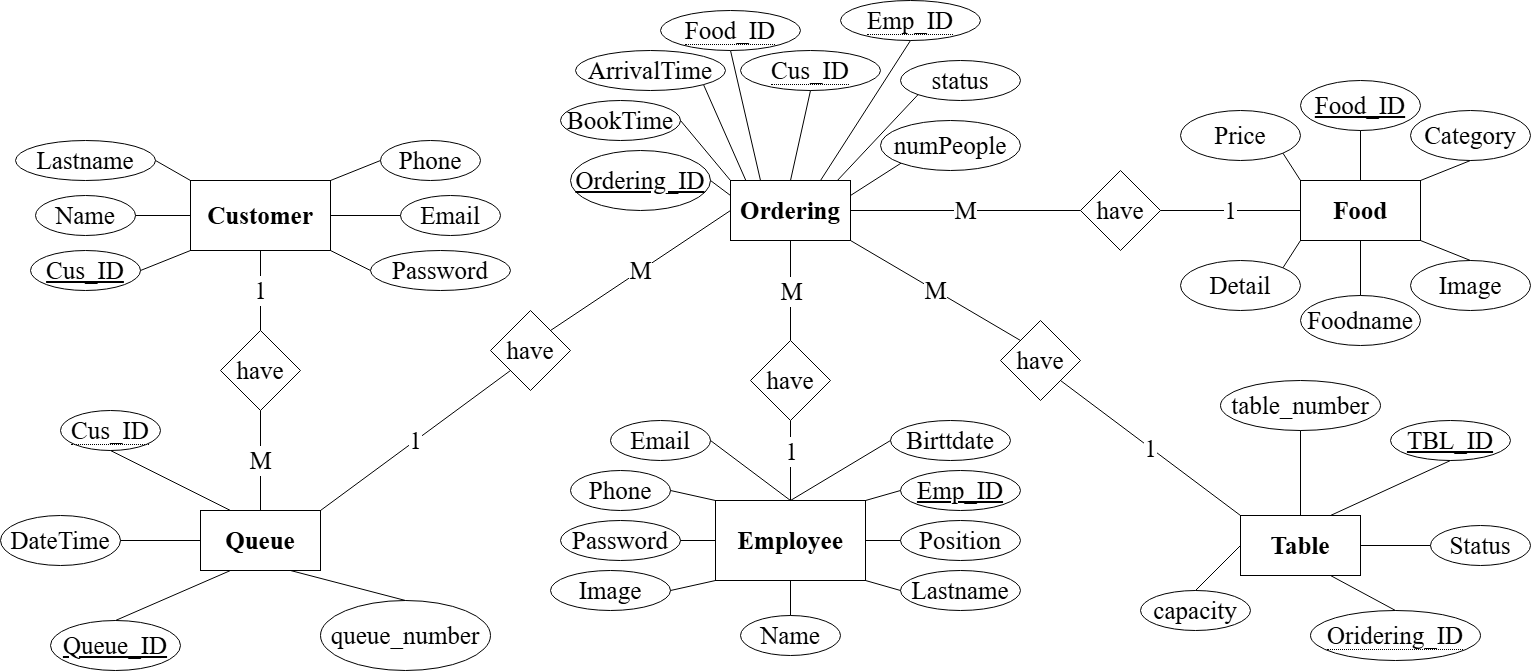 Food_ID
Emp_ID
ArrivalTime
Cus_ID
status
BookTime
numPeople
Ordering_ID
Ordering
Lastname
Phone
Name
Customer
Email
Cus_ID
Password
Food_ID
Price
Category
M
have
1
Food
Detail
Image
Foodname
1
M
M
M
have
have
have
have
Cus_ID
M
1
1
1
DateTime
Queue
Queue_ID
queue_number
Email
Birttdate
Phone
Emp_ID
Password
Employee
Position
Image
Lastname
Name
table_number
TBL_ID
Table
Status
capacity
Oridering_ID